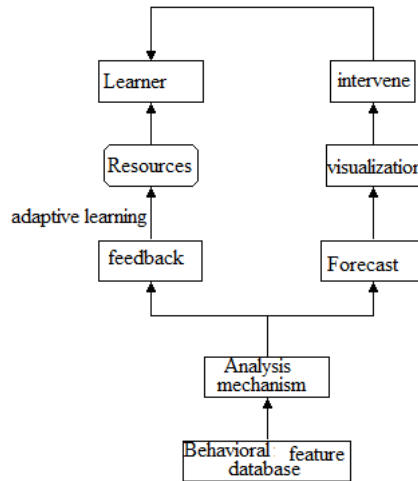 Learner
intervene
Resources
visualization
adaptive learning
feedback
Forecast
Analysis
mechanism
Behavioral feature
database